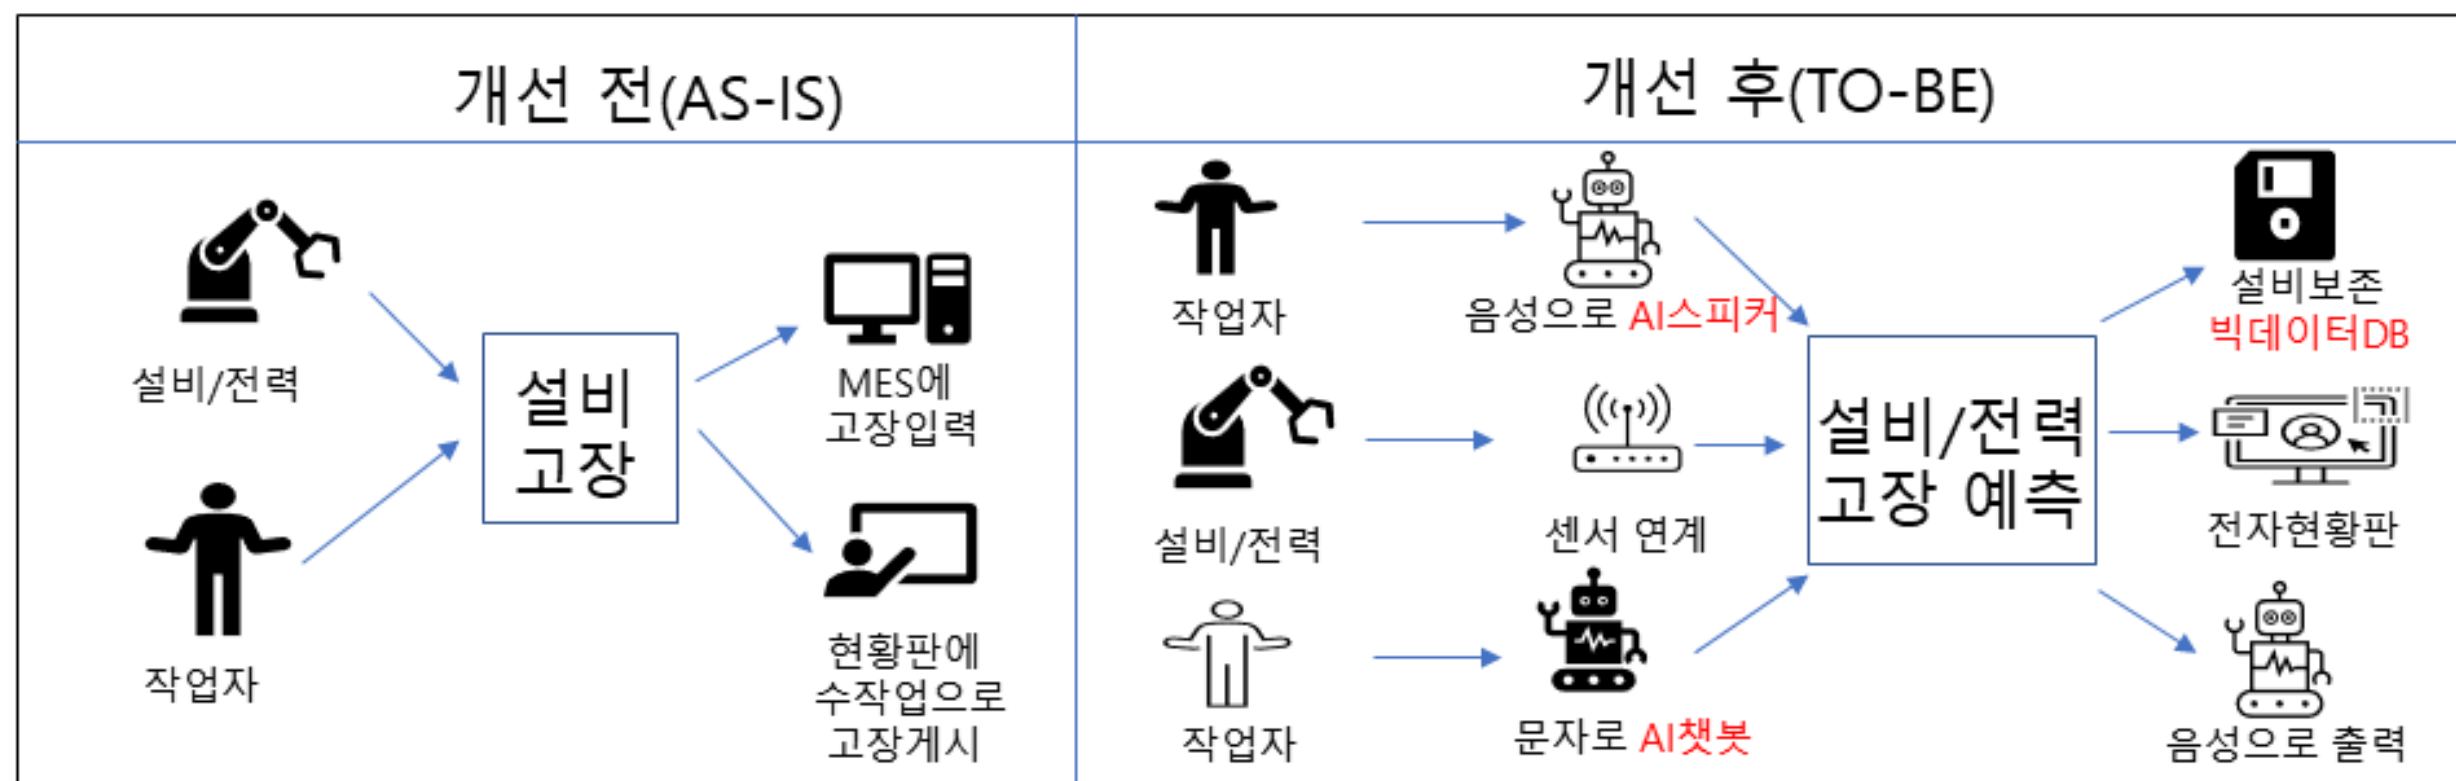 개선 전(AS-IS)
개선 후(TO-BE)
설비/전력
작업자
설비
고장
MES에
고장입력
현황판에
수작업으로
고장게시
작업자
음성으로 AI스피커
설비/전력
센서 연계
작업자
문자로 AI챗봇
설비/전력
고장 예측
설비보존
빅데이터DB
전자현황판
음성으로 출력